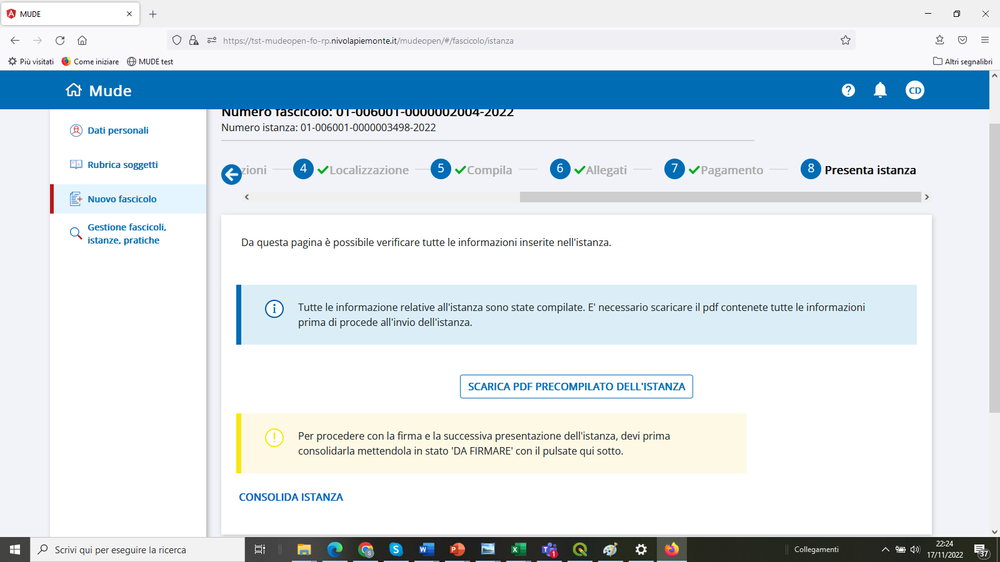 MUDE
https://tst-mudeopen-fo-rp.nivolapiemonte.it/mudeopen/#/fascicolo/istanza
Più visitati
Come iniziare
MUDE test
Altri segnalibri
Mude
?
CD
Numero fascicolo: 01-006001-0000002004-2022
Numero istanza: 01-006001-0000003498-2022
Dati personali
Rubrica soggetti
Nuovo fascicolo
Gestione fascicoli,
istanze, pratiche
zioni
4 Localizzazione
5 Compila
6 Allegati
7 Pagamento
8 Presenta istanza
Da questa pagina è possibile verificare tutte le informazioni inserite nell'istanza.
Tutte le informazione relative all'istanza sono state compilate. E' necessario scaricare il pdf contenete tutte le informazioni
prima di procede all'invio dell'istanza.
SCARICA PDF PRECOMPILATO DELL'ISTANZA
Per procedere con la firma e la successiva presentazione dell'istanza, devi prima
consolidarla mettendola in stato 'DA FIRMARE' con il pulsate qui sotto.
CONSOLIDA ISTANZA
Scrivi qui per eseguire la ricerca
Collegamenti
22:24
17/11/2022
37